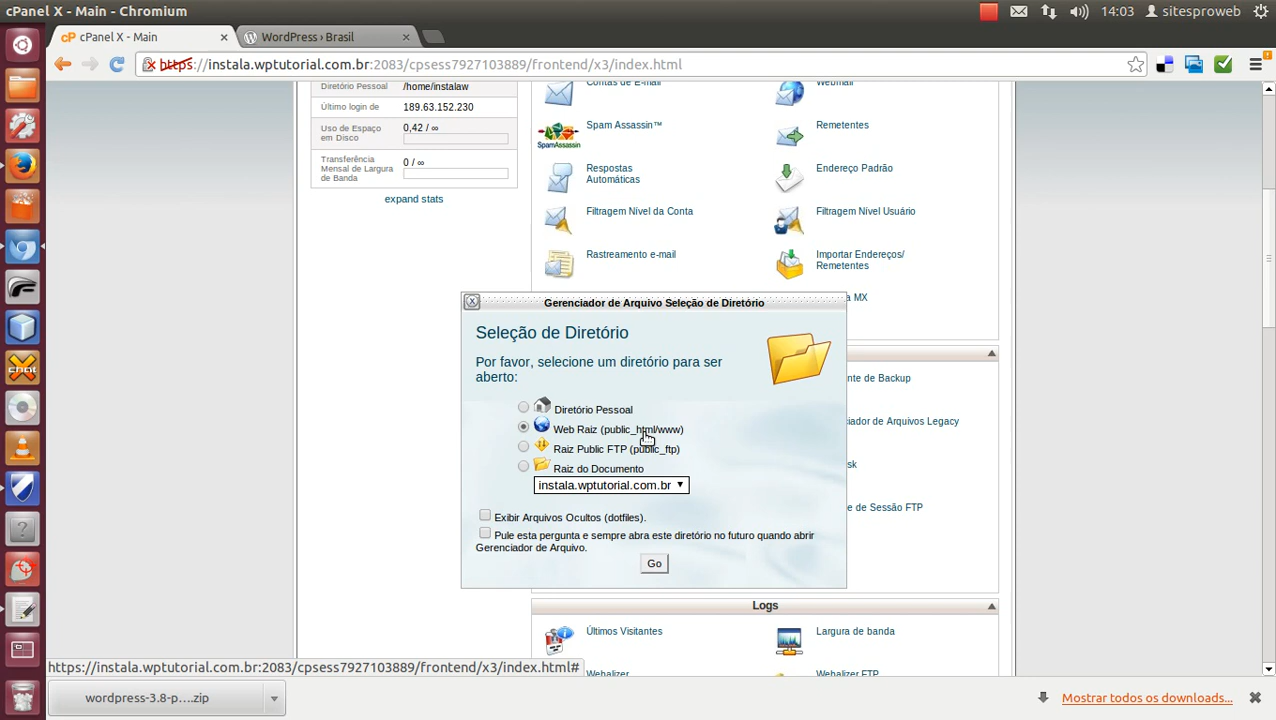 cPanel X - Main - Chromium
14:03
sitesproweb
cP cPanel X - Main
WordPress › Brasil
https://instala.wptutorial.com.br:2083/cpsess7927103889/frontend/x3/index.html
Diretório Pessoal
/home/instalaw
Último login de
189.63.152.230
Uso de Espaço
em Disco
0,42 / ∞
Transferência
Mensal de Largura
de Banda
0 / ∞
expand stats
Contas de E-mail
Webmail
SpamAssassin
Spam Assassin™
Remetentes
Respostas
Automáticas
Endereço Padrão
Filtragem Nível da Conta
Filtragem Nível Usuário
Rastreamento e-mail
Importar Endereços/
Remetentes
a MX
X
Gerenciador de Arquivo Seleção de Diretório
Seleção de Diretório
Por favor, selecione um diretório para ser
aberto:
Diretório Pessoal
Web Raiz (public_html/www)
Raiz Public FTP (public_ftp)
Raiz do Documento
instala.wptutorial.com.br
Exibir Arquivos Ocultos (dotfiles).
Pule esta pergunta e sempre abra este diretório no futuro quando abrir
Gerenciador de Arquivo.
Go
nte de Backup
ciador de Arquivos Legacy
sk
e de Sessão FTP
Logs
Últimos Visitantes
Largura de banda
Webalizer
Webalizer FTP
https://instala.wptutorial.com.br:2083/cpsess7927103889/frontend/x3/index.html#
wordpress-3.8-p....zip
Mostrar todos os downloads...